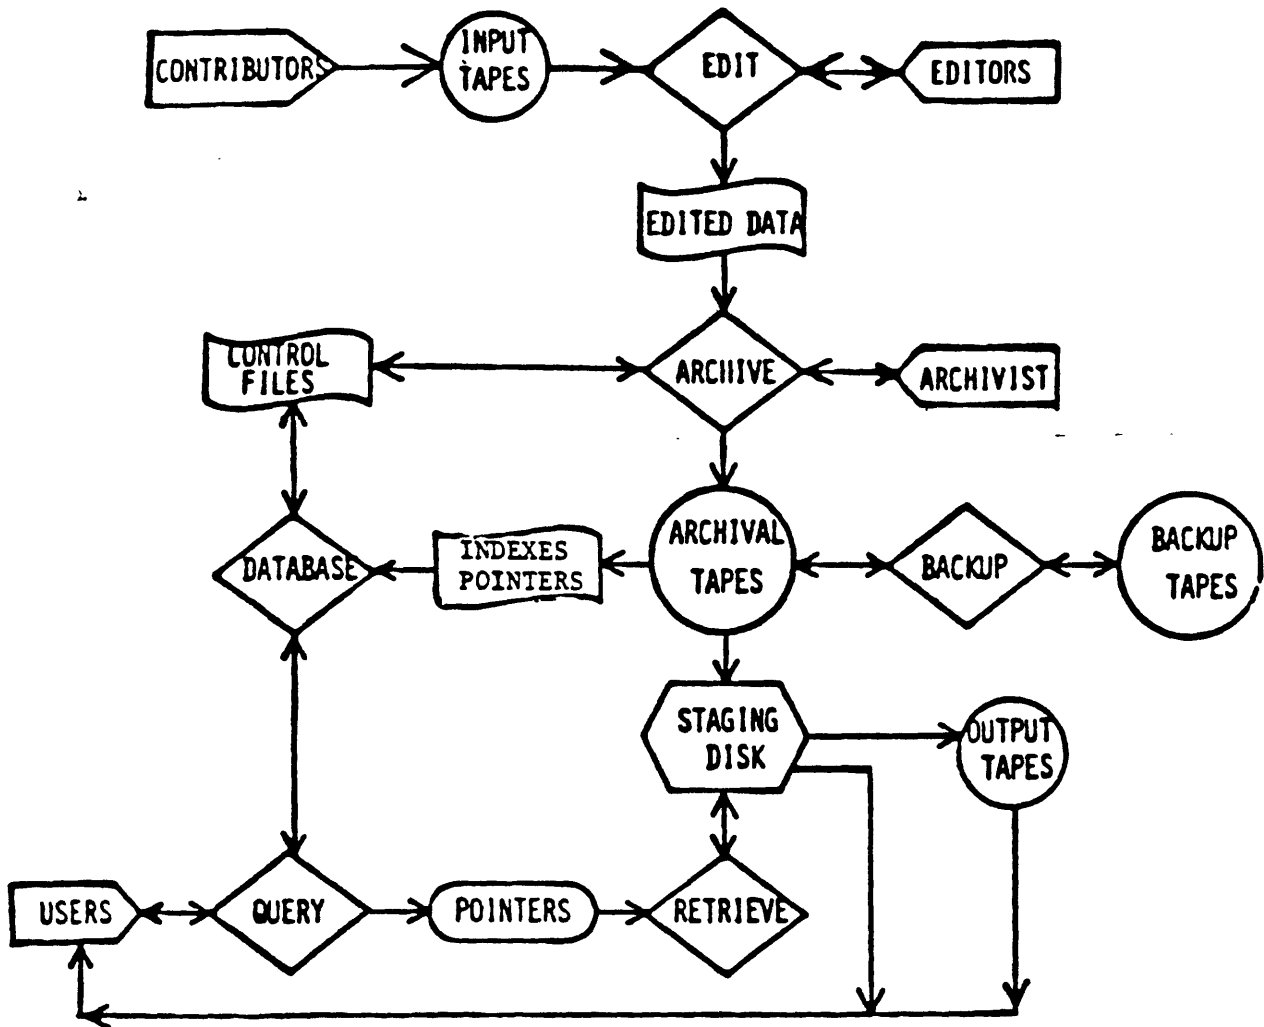 CONTRIBUTORS
INPUT
TAPES
EDIT
EDITORS
EDITED DATA
CONTROL
FILES
ARCHIVE
ARCHIVIST
DATABASE
INDEXES
POINTERS
ARCHIVAL
TAPES
BACKUP
BACKUP
TAPES
STAGING
DISK
OUTPUT
TAPES
USERS
QUERY
POINTERS
RETRIEVE